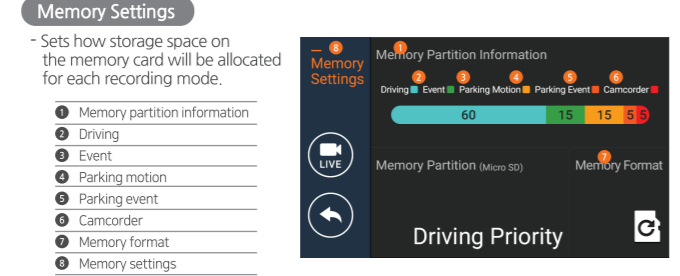 Memory Settings
- Sets how storage space on
the memory card will be allocated
for each recording mode.
1 Memory partition information
2 Driving
3 Event
4 Parking motion
5 Parking event
6 Camcorder
7 Memory format
8 Memory settings
8
Memory
Settings
LIVE
1
Memory Partition Information
2 3 4 5 6
Driving Event Parking Motion Parking Event Camcorder
60 15 15 5 5
7
Memory Partition (Micro SD) Memory Format
Driving Priority
C